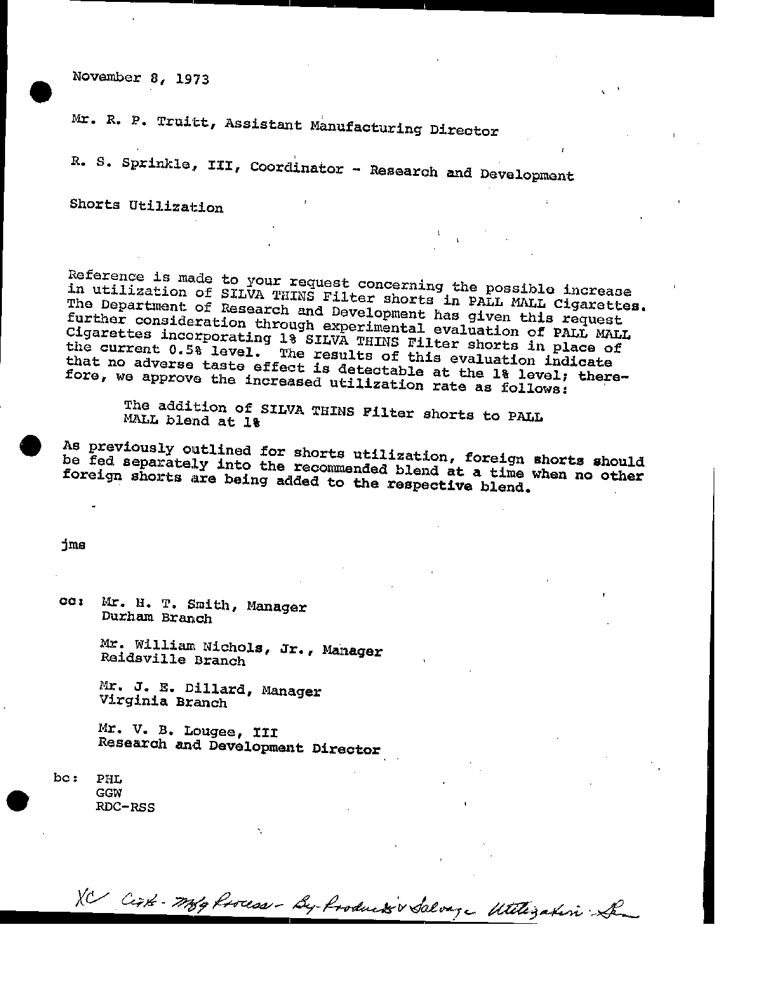 November 8, 1973
Mr. R. P. Truitt, Assistant Manufacturing Director
R. S. Sprinkle, III, Coordinator - Research and Development
Shorts Utilization
Reference is made to your request concerning the possible increase
in utilization of SILVA THINS Filter shorts in PALL MALL Cigarettes.
The Department of Research and Development has given this request
further consideration through experimental evaluation of PALL MALL
Cigarettes incorporating 1% SILVA THINS Filter shorts in place of
the current 0.5% level. The results of this evaluation indicate
that no adverse taste effect is detectable at the 1% level; there-
fore, we approve the increased utilization rate as follows:
The addition of SILVA THINS Filter shorts to PALL
MALL blend at 1%
As previously outlined for shorts utilization, foreign shorts should
be fed separately into the recommended blend at a time when no other
foreign shorts are being added to the respective blend.
jms
cc: Mr. H. T. Smith, Manager
Durham Branch
Mr. William Nichols, Jr., Manager
Reidsville Branch
Mr. J. E. Dillard, Manager
Virginia Branch
Mr. V. B. Lougee, III
Research and Development Director
bc: PHL
GGW
RDC-RSS
XC Cigts - Mfg Process - By-Products & Salvage Utilization